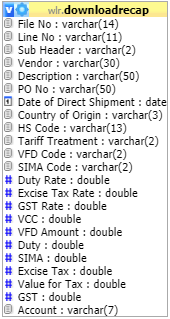 wlr.downloadrecap
File No : varchar(14)
Line No : varchar(11)
Sub Header : varchar(2)
Vendor : varchar(30)
Description : varchar(50)
PO No : varchar(50)
Date of Direct Shipment : date
Country of Origin : varchar(3)
HS Code : varchar(13)
Tariff Treatment : varchar(2)
VFD Code : varchar(2)
SIMA Code : varchar(2)
# Duty Rate : double
# Excise Tax Rate : double
# GST Rate : double
# VCC : double
# VFD Amount : double
# Duty : double
# SIMA : double
# Excise Tax : double
# Value for Tax : double
# GST : double
Account : varchar(7)